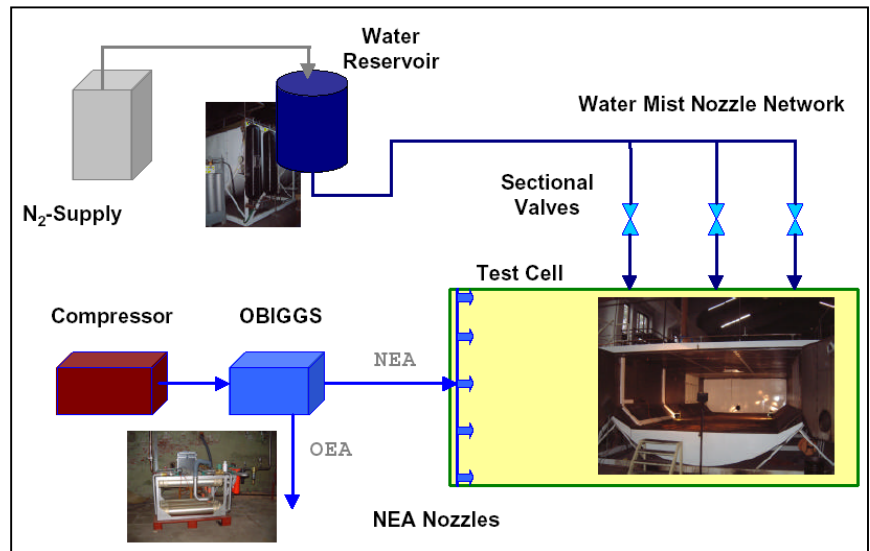 Water
Reservoir
Water Mist Nozzle Network
N₂-Supply
Sectional
Valves
Test Cell
Compressor
OBIGGS
NEA
OEA
NEA Nozzles